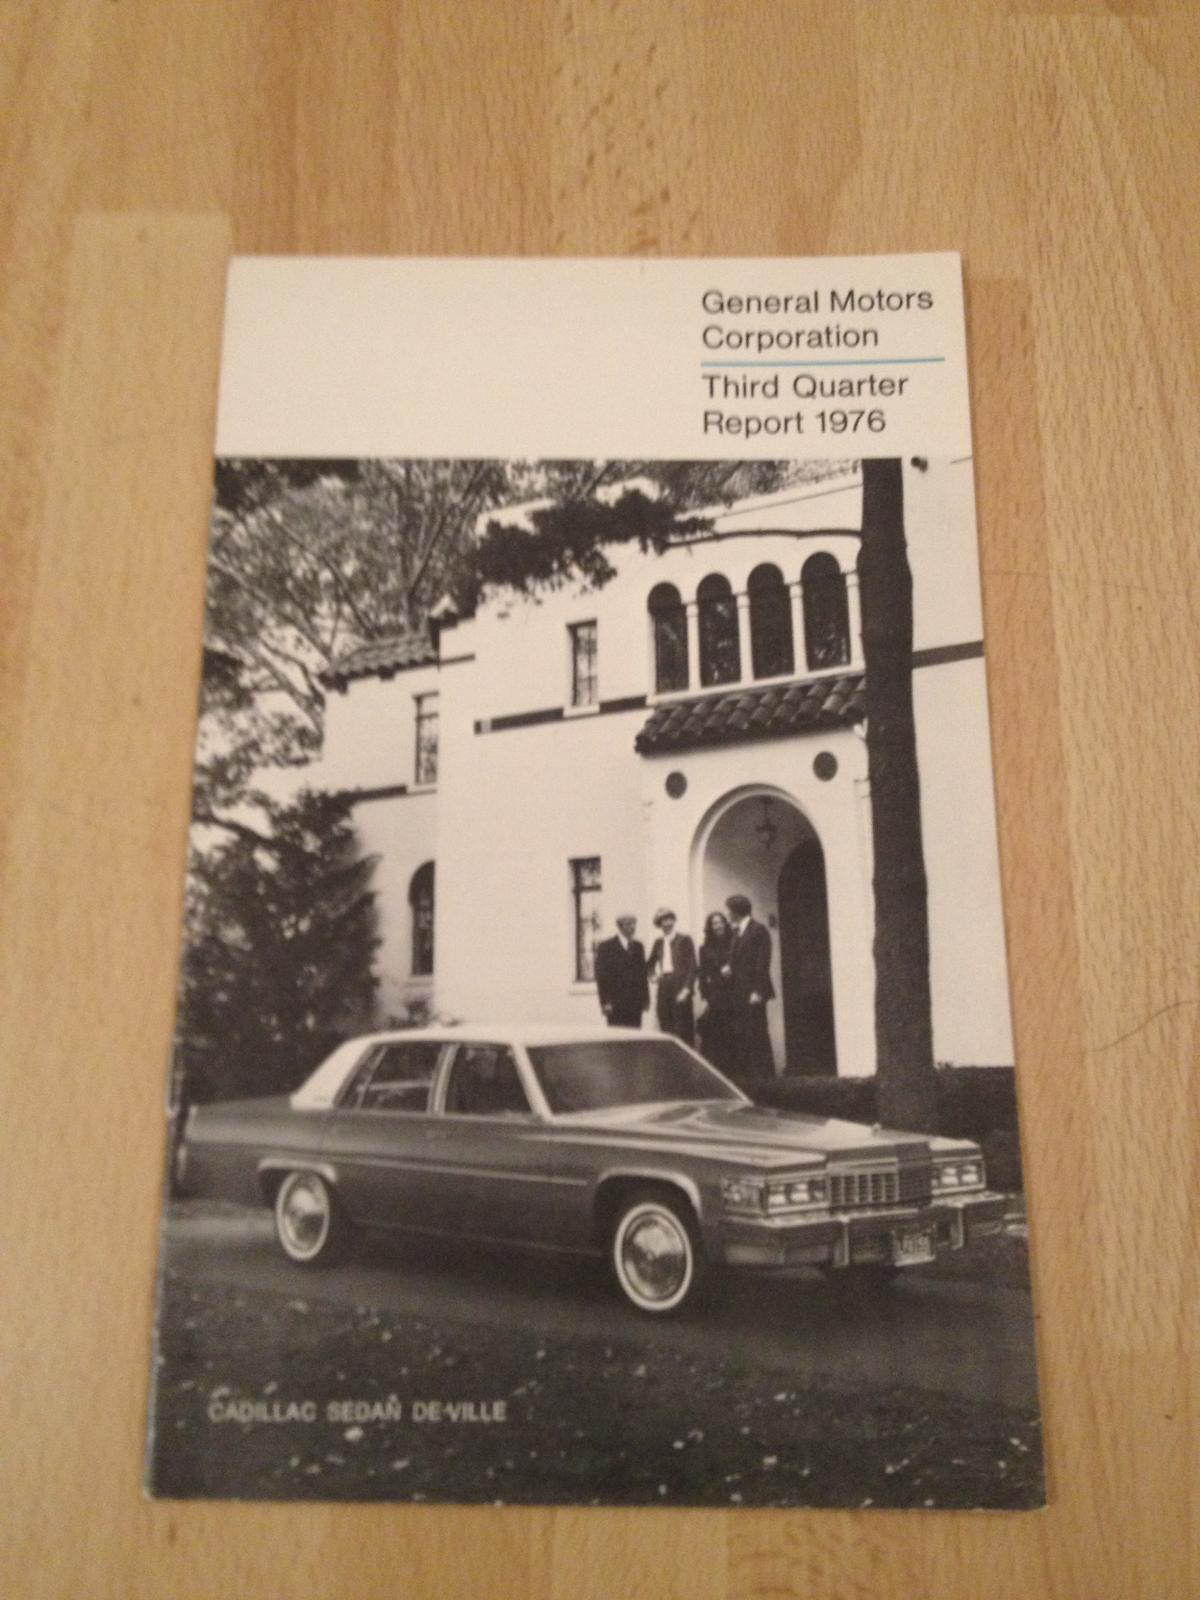 General Motors
Corporation
Third Quarter
Report 1976
CADILLAC SEDAN DE VILLE